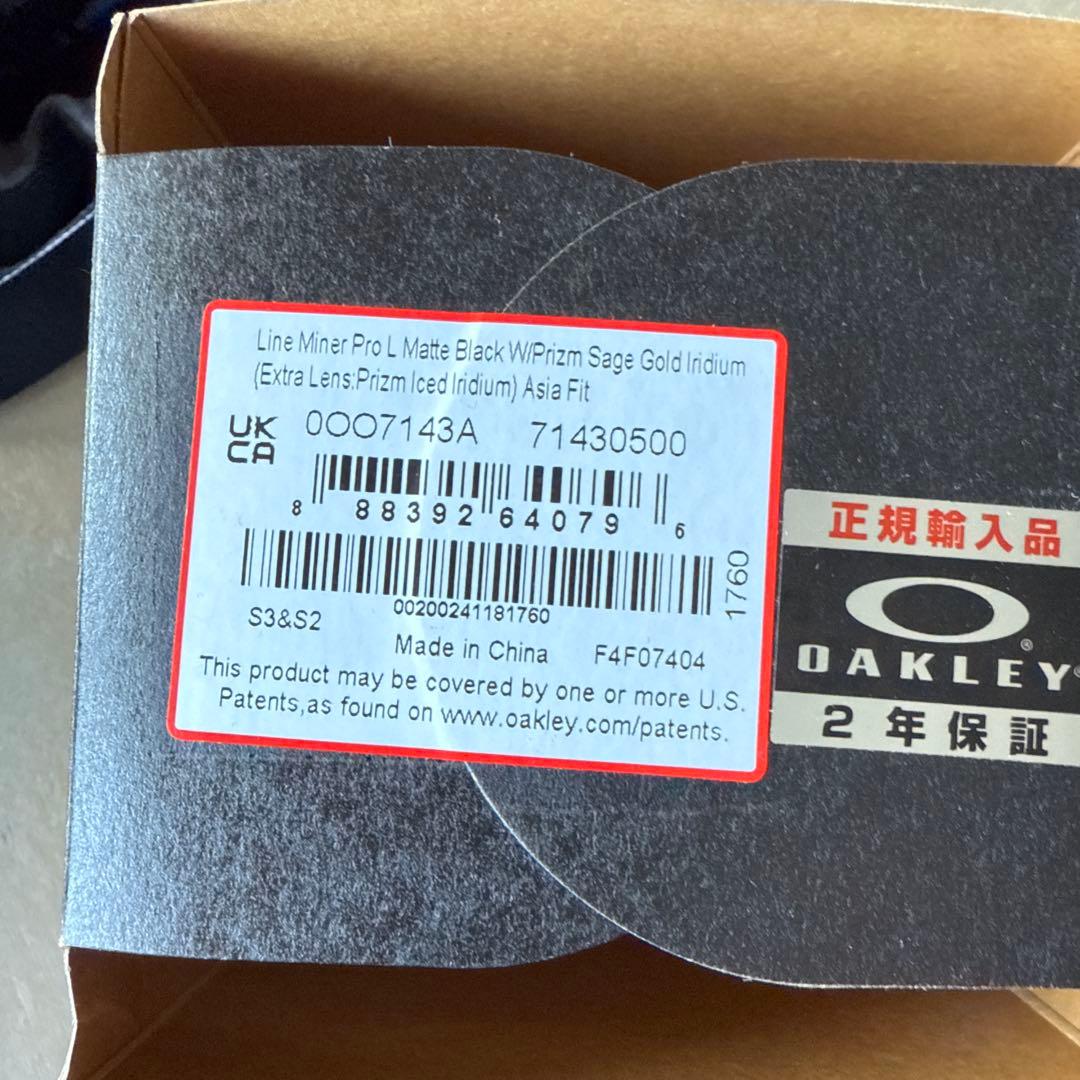 Line Miner Pro L Matte Black W/Prizm Sage Gold Iridium
(Extra Lens:Prizm Iced Iridium) Asia Fit
UK
CA
0OO7143A 71430500
8 88392 64079 6
00200241181760
1760
S3&S2
Made in China F4F07404
This product may be covered by one or more U.S.
Patents,as found on www.oakley.com/patents.
正規輸入品
OAKLEY®
2年保証